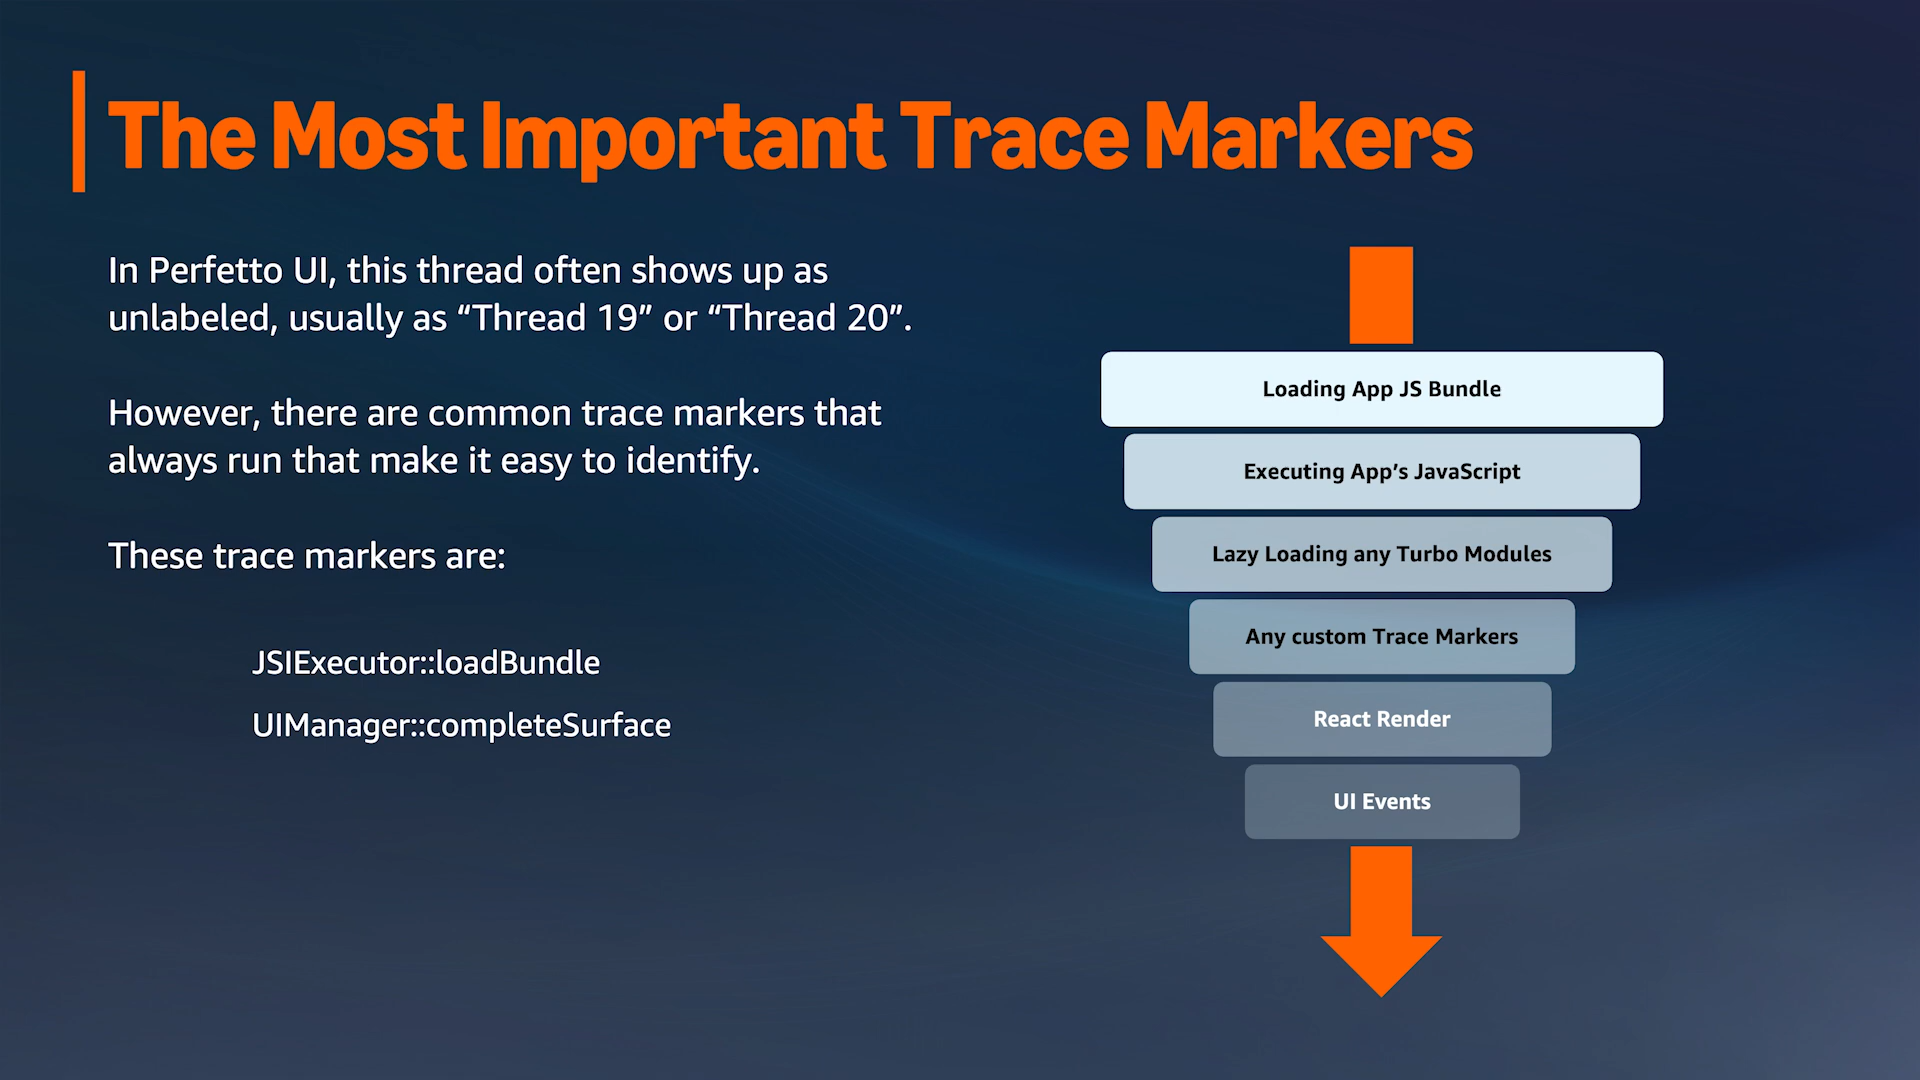 The Most Important Trace Markers
In Perfetto UI, this thread often shows up as
unlabeled, usually as “Thread 19” or “Thread 20”.
However, there are common trace markers that
always run that make it easy to identify.
These trace markers are:
JSIExecutor::loadBundle
UIManager::completeSurface
Loading App JS Bundle
Executing App’s JavaScript
Lazy Loading any Turbo Modules
Any custom Trace Markers
React Render
UI Events